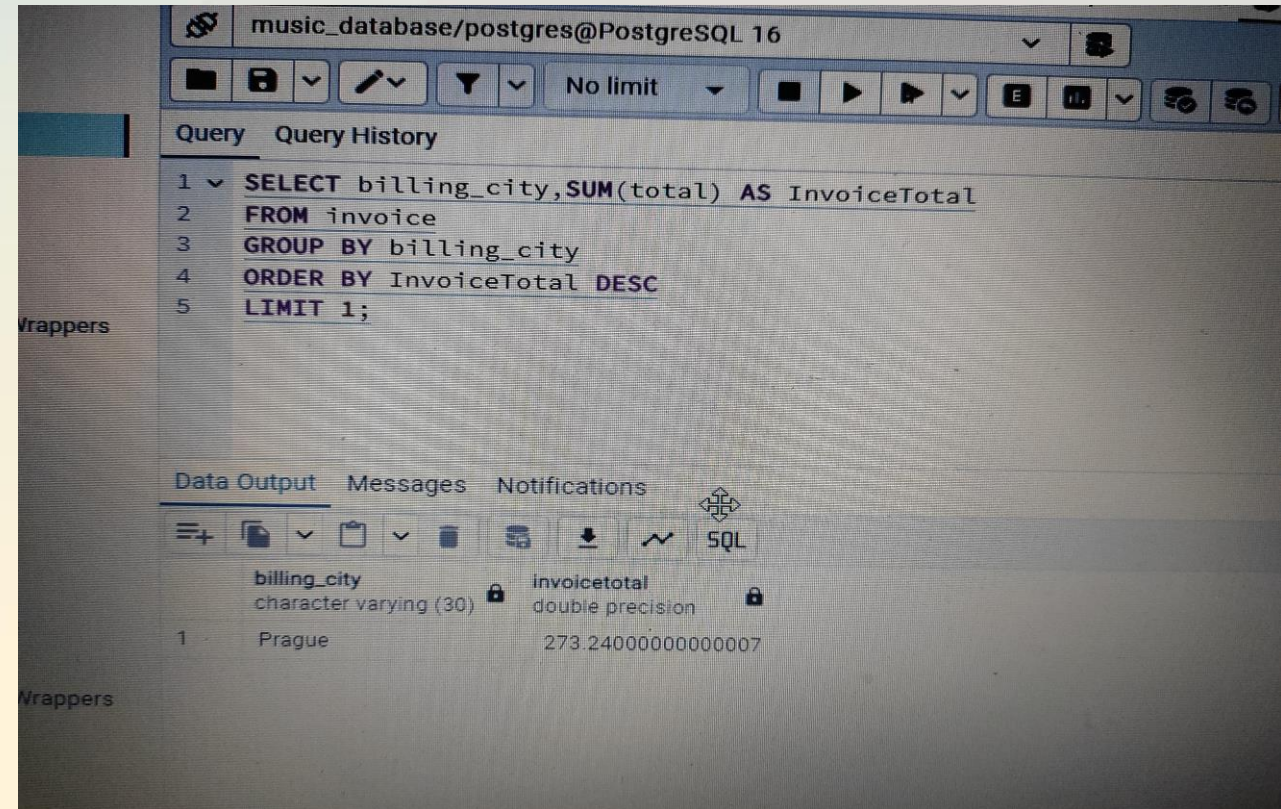 music_database/postgres@PostgreSQL 16
No limit
E
Query Query History
1 SELECT billing_city,SUM(total) AS InvoiceTotal
2 FROM invoice
3 GROUP BY billing_city
4 ORDER BY InvoiceTotal DESC
5 LIMIT 1;
Wrappers
Data Output Messages Notifications
SQL
billing_city invoicetotal
character varying (30) double precision
1 Prague 273.24000000000007
Wrappers